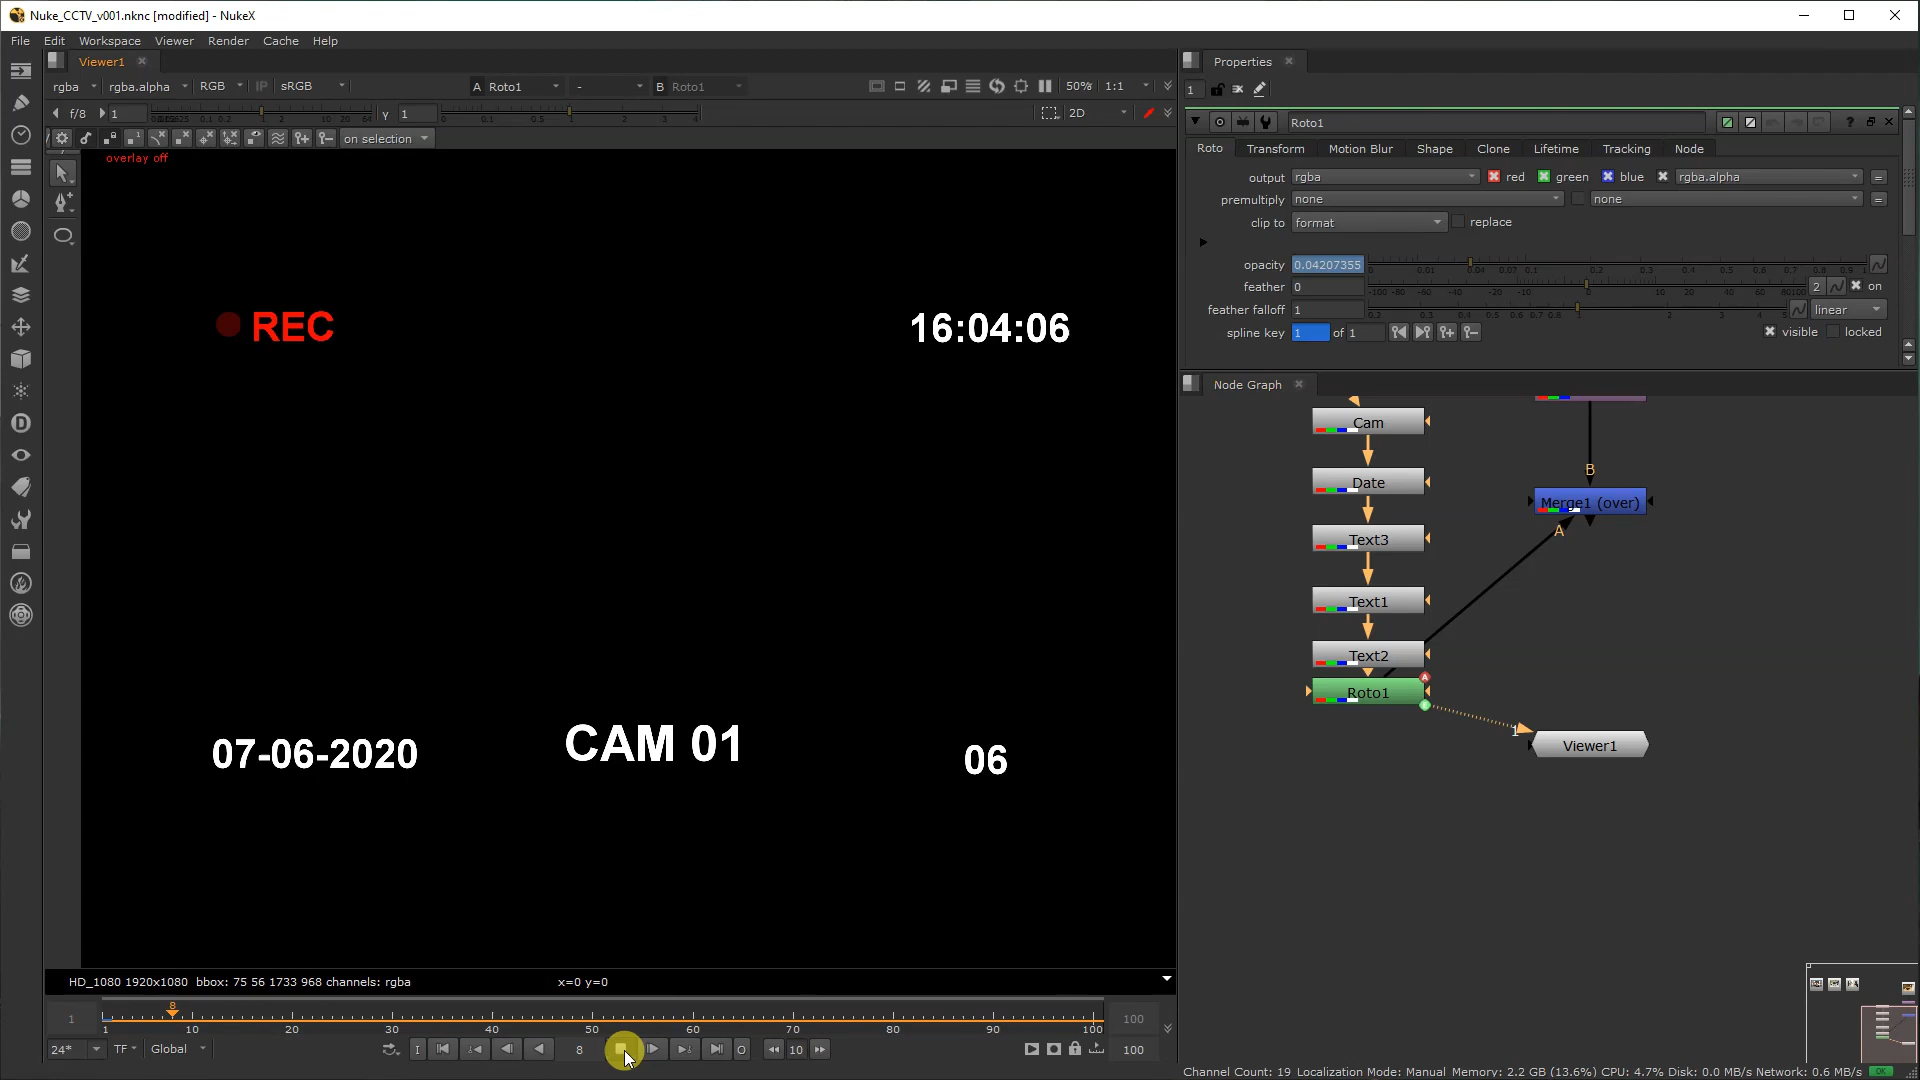 Nuke_CCTV_v001.nknc [modified] - NukeX
File Edit Workspace Viewer Render Cache Help
Viewer1
Properties
rgba rgba.alpha RGB IP sRGB A Roto1 - B Roto1 50% 1:1
1
f/8 1 γ 1 2D
Roto1
on selection
overlay off
Roto Transform Motion Blur Shape Clone Lifetime Tracking Node
output rgba red green blue rgba.alpha =
premultiply none none =
clip to format replace
opacity 0.04207355
feather 0 2 on
feather falloff 1 linear
spline key 1 of 1 visible locked
REC
16:04:06
07-06-2020
CAM 01
06
Node Graph
Cam
Date
Text3
Text1
Text2
Roto1
B
Merge1 (over)
A
1
Viewer1
HD_1080 1920x1080 bbox: 75 56 1733 968 channels: rgba x=0 y=0
8
1 100
1 10 20 30 40 50 60 70 80 90 100
24* TF Global I 8 O 10 100
Channel Count: 19 Localization Mode: Manual Memory: 2.2 GB (13.6%) CPU: 4.7% Disk: 0.0 MB/s Network: 0.6 MB/s OK